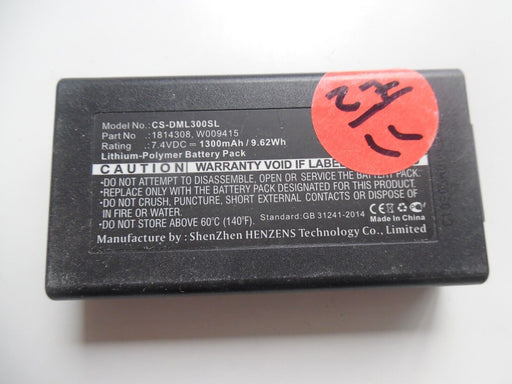 Model No.:CS-DML300SL
Part No. :1814308, W009415
Rating :7.4VDC⎓1300mAh / 9.62Wh
Lithium-Polymer Battery Pack
CAUTION WARRANTY VOID IF LABEL
•DO NOT ATTEMPT TO DISASSEMBLE, OPEN OR SERVICE BATTERY.
•REPLACE ONLY WITH THE BATTERY PACK DESIGNATED FOR THIS PRODUCT.
•DO NOT CRUSH, PUNCTURE, SHORT EXTERNAL CONTACTS OR DISPOSE OF
IN FIRE OR WATER.
•DO NOT STORE ABOVE 60°C (140°F).
Standard:GB 31241-2014
CE FC
Made In China
Manufacture by : ShenZhen HENZENS Technology Co., Limited